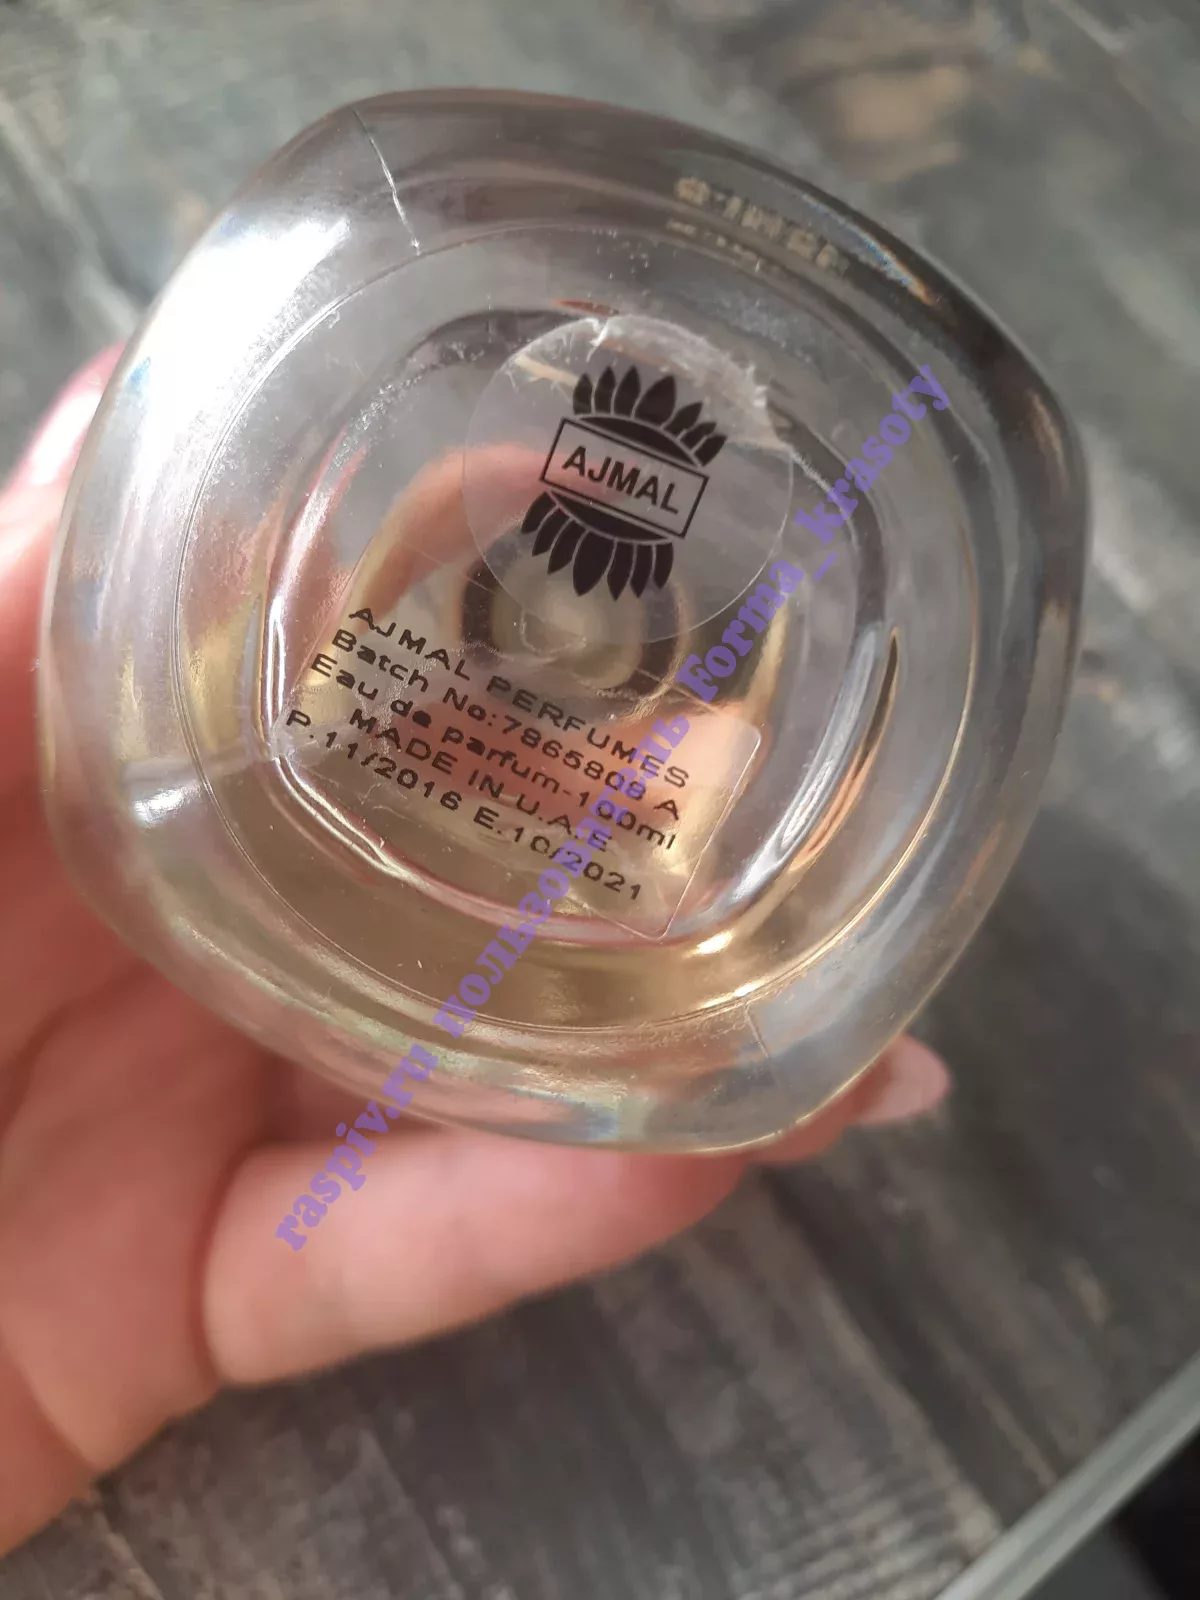 AJMAL
AJMAL PERFUMES
Batch No:7865808 A
Eau de parfum-100ml
MADE IN U.A.E
P.11/2016 E.10/2021
raspiv.ru пользователь Forma_krasoty